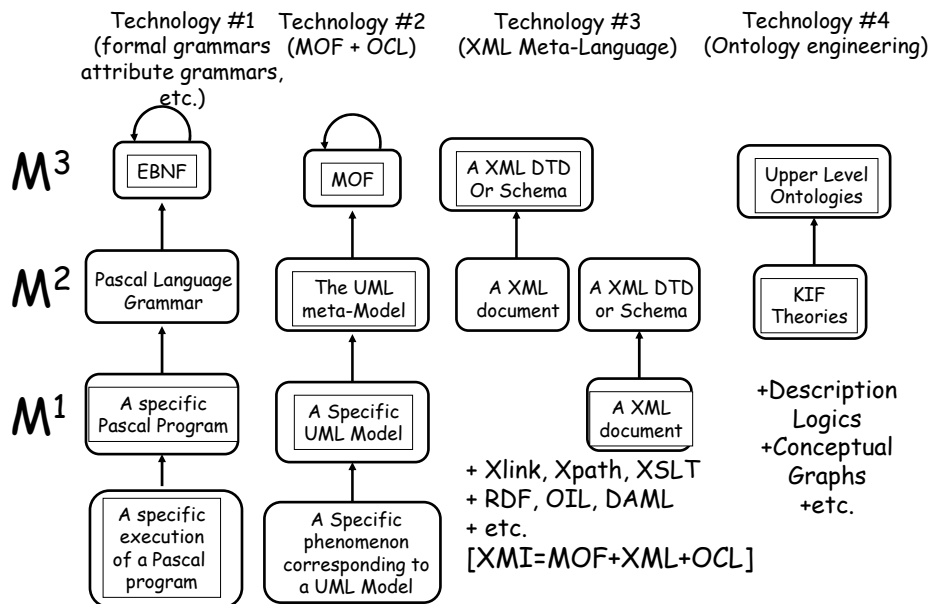 Technology #1
(formal grammars
attribute grammars,
etc.)
Technology #2
(MOF + OCL)
Technology #3
(XML Meta-Language)
Technology #4
(Ontology engineering)
M³
EBNF
MOF
A XML DTD
Or Schema
Upper Level
Ontologies
M²
Pascal Language
Grammar
The UML
meta-Model
A XML
document
A XML DTD
or Schema
KIF
Theories
M¹
A specific
Pascal Program
A Specific
UML Model
A XML
document
+Description
Logics
+Conceptual
Graphs
+etc.
A specific
execution
of a Pascal
program
A Specific
phenomenon
corresponding to
a UML Model
+ Xlink, Xpath, XSLT
+ RDF, OIL, DAML
+ etc.
[XMI=MOF+XML+OCL]